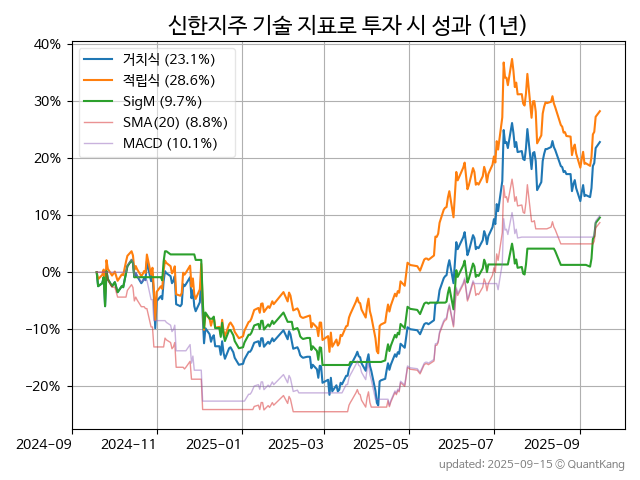 신한지주 기술 지표로 투자 시 성과 (1년)
거치식 (23.1%)
적립식 (28.6%)
SigM (9.7%)
SMA(20) (8.8%)
MACD (10.1%)
40%
30%
20%
10%
0%
−10%
−20%
2024-09 2024-11 2025-01 2025-03 2025-05 2025-07 2025-09
updated: 2025-09-15 © QuantKang